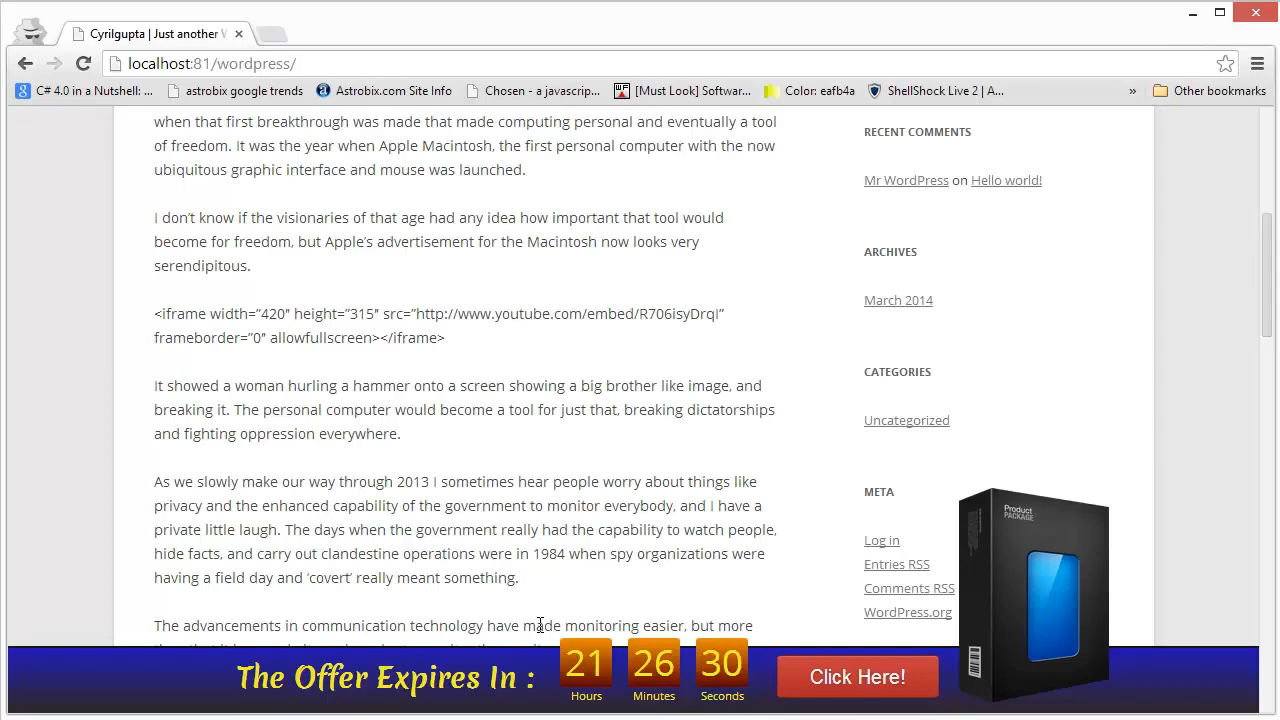 Cyrilgupta | Just another W
localhost:81/wordpress/
C# 4.0 in a Nutshell: ...
astrobix google trends
Astrobix.com Site Info
Chosen - a javascrip...
[Must Look] Softwar...
Color: eafb4a
ShellShock Live 2 | A...
»
Other bookmarks
when that first breakthrough was made that made computing personal and eventually a tool
of freedom. It was the year when Apple Macintosh, the first personal computer with the now
ubiquitous graphic interface and mouse was launched.
I don’t know if the visionaries of that age had any idea how important that tool would
become for freedom, but Apple’s advertisement for the Macintosh now looks very
serendipitous.
<iframe width=”420″ height=”315″ src=”http://www.youtube.com/embed/R706isyDrqI”
frameborder=”0″ allowfullscreen></iframe>
It showed a woman hurling a hammer onto a screen showing a big brother like image, and
breaking it. The personal computer would become a tool for just that, breaking dictatorships
and fighting oppression everywhere.
As we slowly make our way through 2013 I sometimes hear people worry about things like
privacy and the enhanced capability of the government to monitor everybody, and I have a
private little laugh. The days when the government really had the capability to watch people,
hide facts, and carry out clandestine operations were in 1984 when spy organizations were
having a field day and ‘covert’ really meant something.
The advancements in communication technology have made monitoring easier, but more
RECENT COMMENTS
Mr WordPress on Hello world!
ARCHIVES
March 2014
CATEGORIES
Uncategorized
META
Log in
Entries RSS
Comments RSS
WordPress.org
Product
PACKAGE
The Offer Expires In :
21 26 30
Hours Minutes Seconds
Click Here!